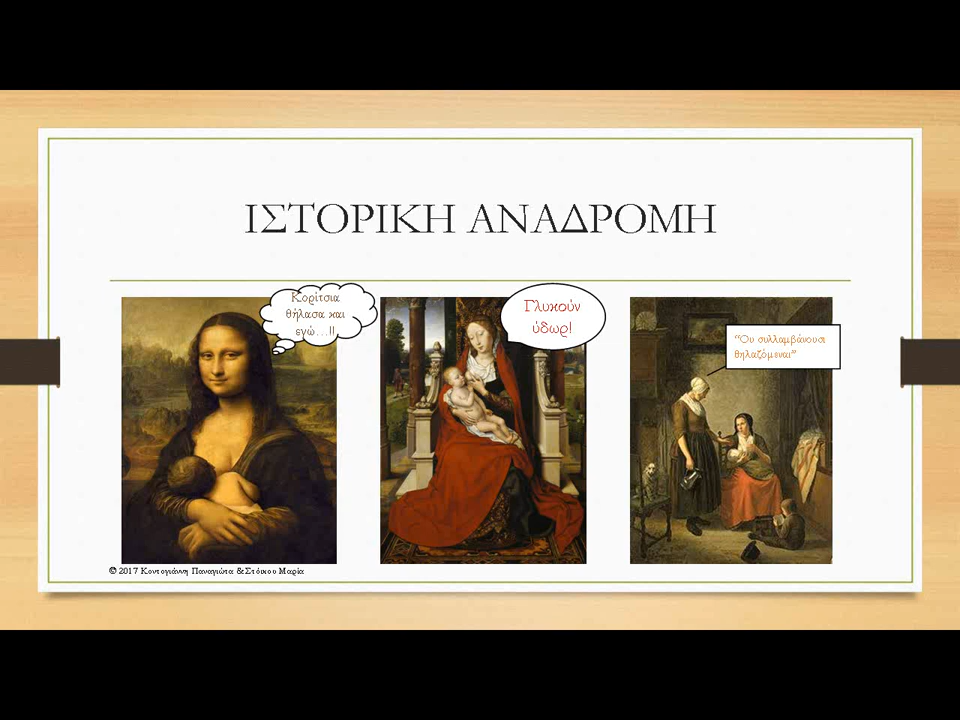 ΙΣΤΟΡΙΚΗ ΑΝΑΔΡΟΜΗ
Κορίτσια
θήλασα και
εγώ…!!
Γλυκούν
ύδωρ!
“Ου συλλαμβάνουσι
θηλαζόμεναι”
© 2017 Κοντογιάννη Παναγιώτα & Στόικου Μαρία